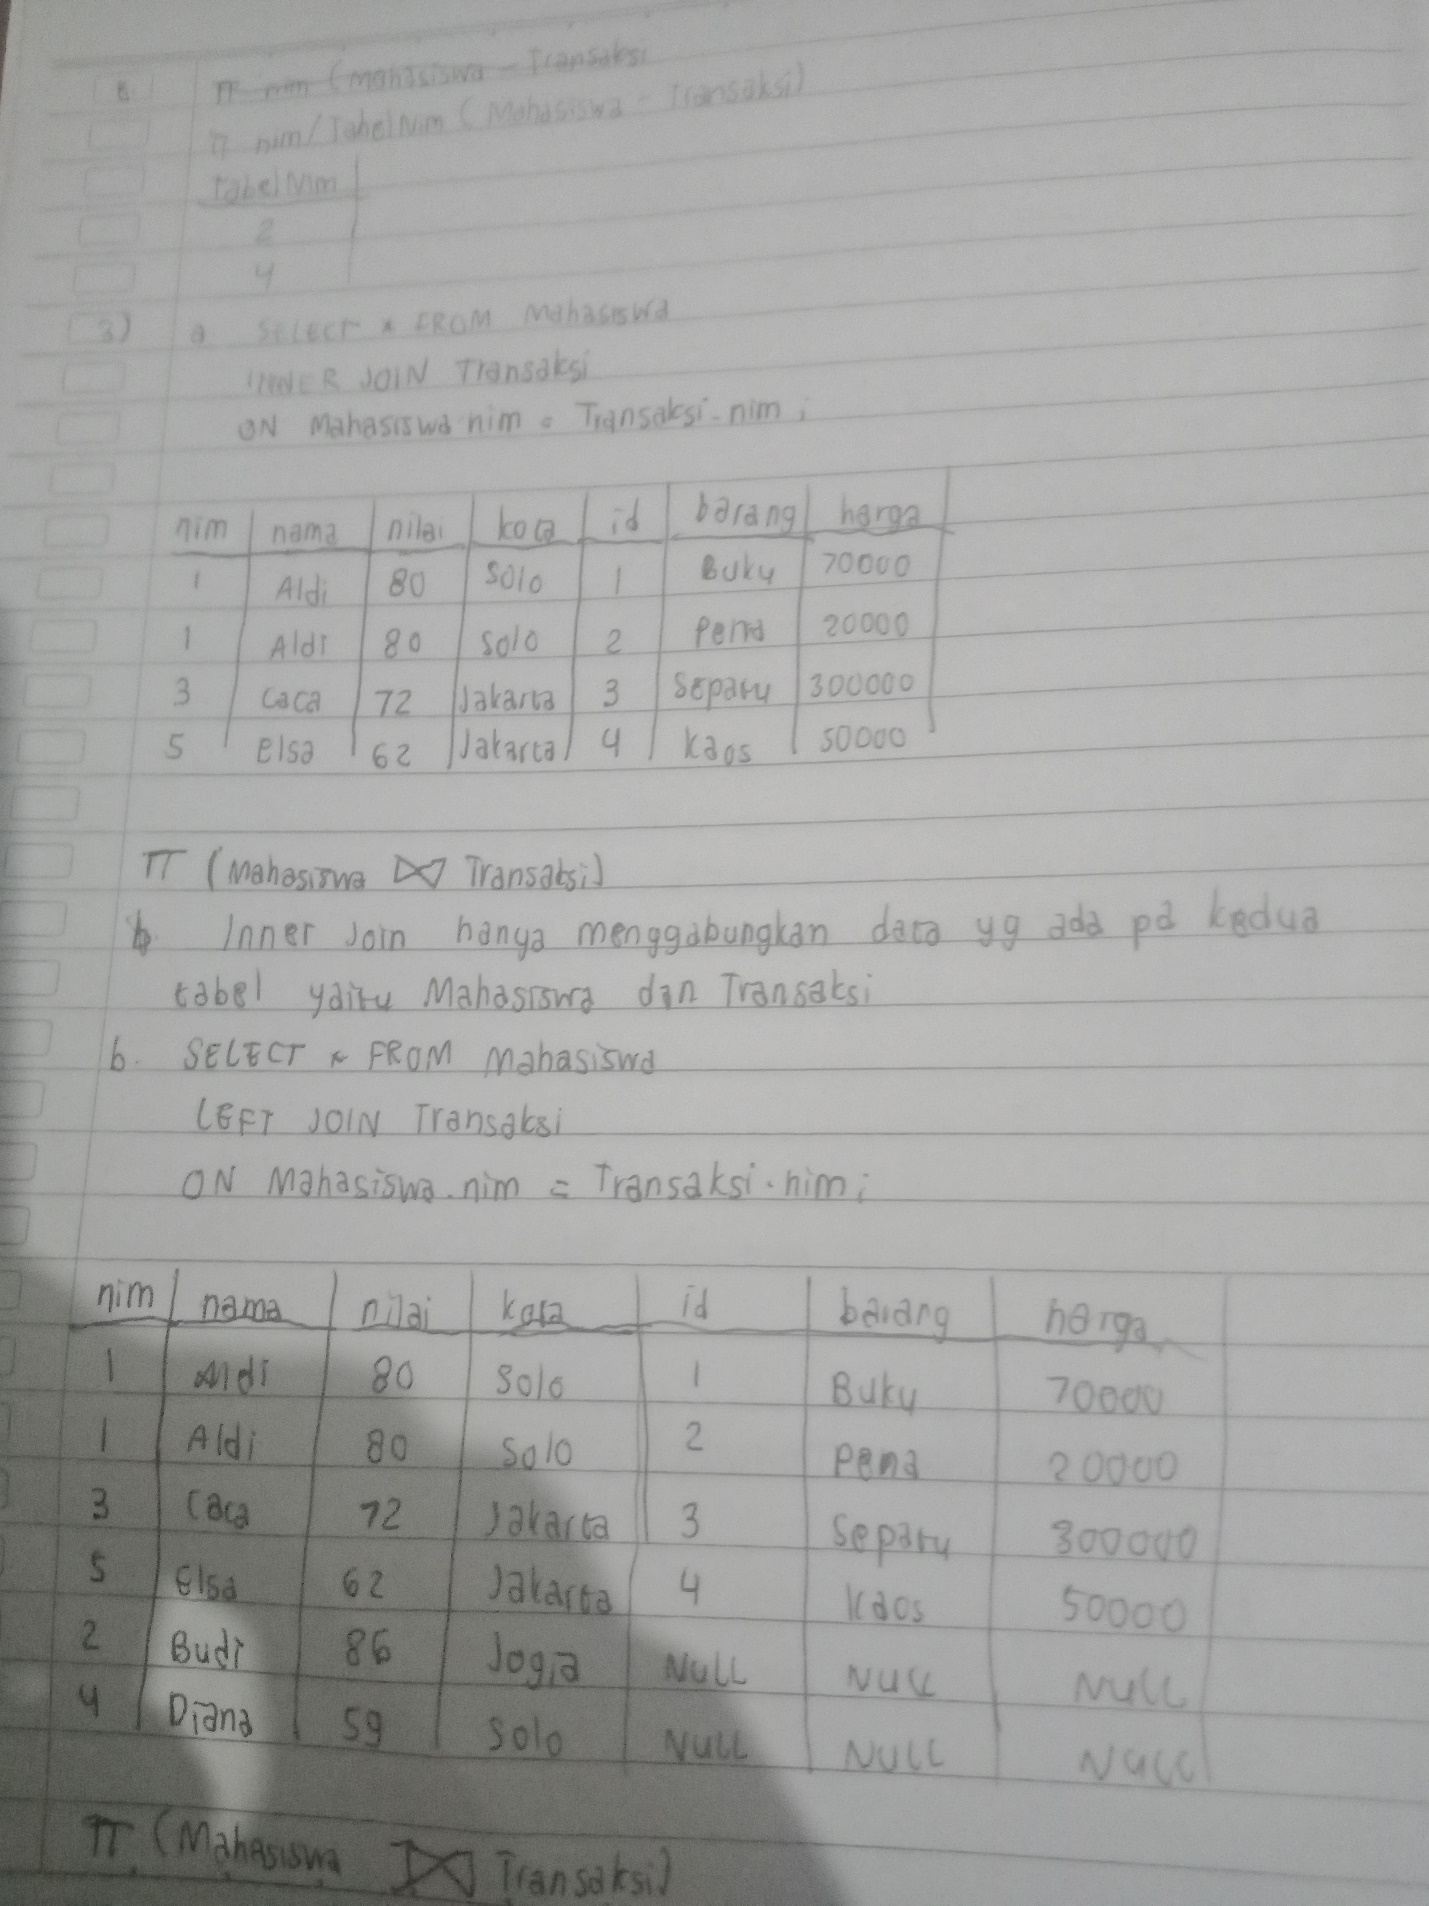 π nim (Mahasiswa - Transaksi
π nim/TabelNim (Mahasiswa - Transaksi)
TabelNim
2
4
3) a SELECT * FROM Mahasiswa
INNER JOIN Transaksi
ON Mahasiswa nim = Transaksi.nim;
nim nama nilai kota id barang harga
1 Aldi 80 Solo 1 Buku 70000
1 Aldi 80 Solo 2 Pena 20000
3 Caca 72 Jakarta 3 Sepatu 300000
5 Elsa 62 Jakarta 4 Kaos 50000
π (Mahasiswa ⋈ Transaksi)
b. Inner Join hanya menggabungkan data yg ada pd kedua
tabel yaitu Mahasiswa dan Transaksi
b. SELECT * FROM Mahasiswa
LEFT JOIN Transaksi
ON Mahasiswa.nim = Transaksi.nim;
nim nama nilai kota id barang harga
1 Aldi 80 Solo 1 Buku 70000
1 Aldi 80 Solo 2 Pena 20000
3 Caca 72 Jakarta 3 Sepatu 300000
5 Elsa 62 Jakarta 4 Kaos 50000
2 Budi 86 Jogja NULL NULL NULL
4 Diana 59 Solo NULL NULL NULL
π (Mahasiswa ⟕ Transaksi)